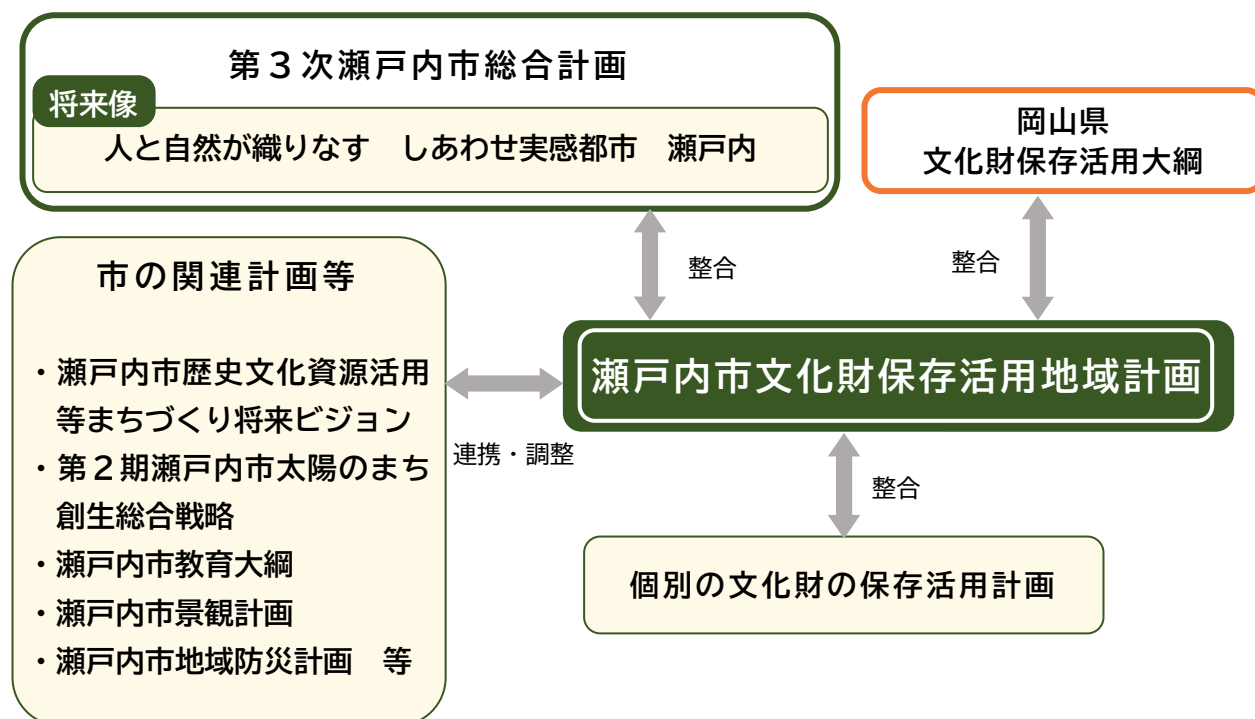 第３次瀬戸内市総合計画
将来像
人と自然が織りなす　しあわせ実感都市　瀬戸内
岡山県
文化財保存活用大綱
整合
整合
市の関連計画等
・瀬戸内市歴史文化資源活用
等まちづくり将来ビジョン
・第２期瀬戸内市太陽のまち
創生総合戦略
・瀬戸内市教育大綱
・瀬戸内市景観計画
・瀬戸内市地域防災計画　等
連携・調整
瀬戸内市文化財保存活用地域計画
整合
個別の文化財の保存活用計画